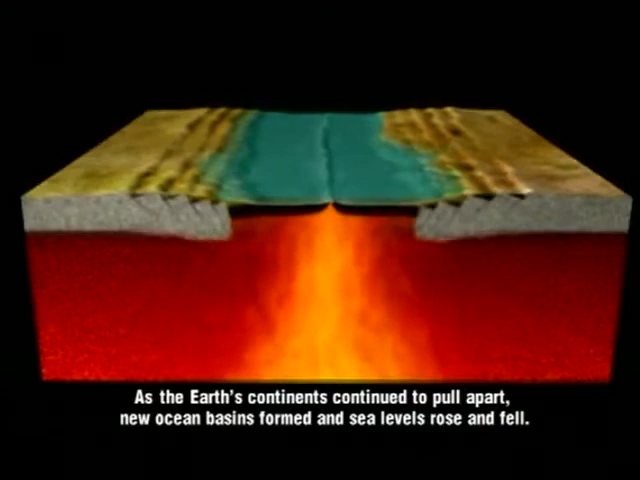 As the Earth's continents continued to pull apart,
new ocean basins formed and sea levels rose and fell.